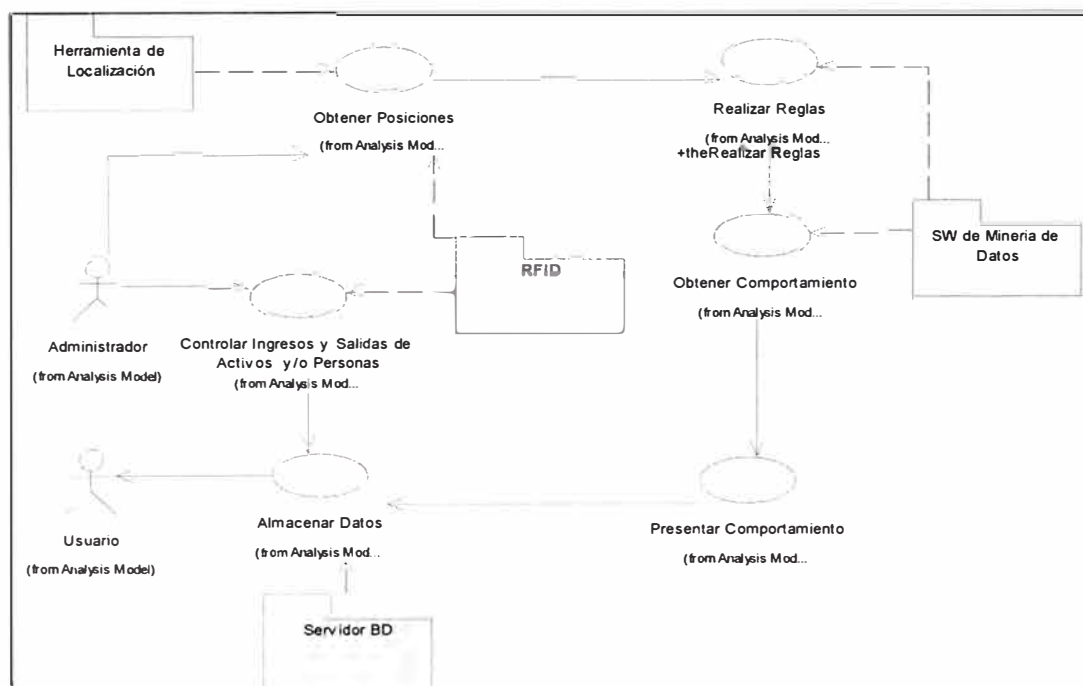 Herramienta de
Localización
Obtener Posiciones
(from Analysis Mod...
Realizar Reglas
(from Analysis Mod...
+theRealizar Reglas
SW de Mineria de
Datos
RFID
Obtener Comportamiento
(from Analysis Mod...
Administrador
(from Analysis Model)
Controlar Ingresos y Salidas de
Activos y/o Personas
(from Analysis Mod...
Usuario
(from Analysis Model)
Almacenar Datos
(from Analysis Mod...
Presentar Comportamiento
(from Analysis Mod...
Servidor BD